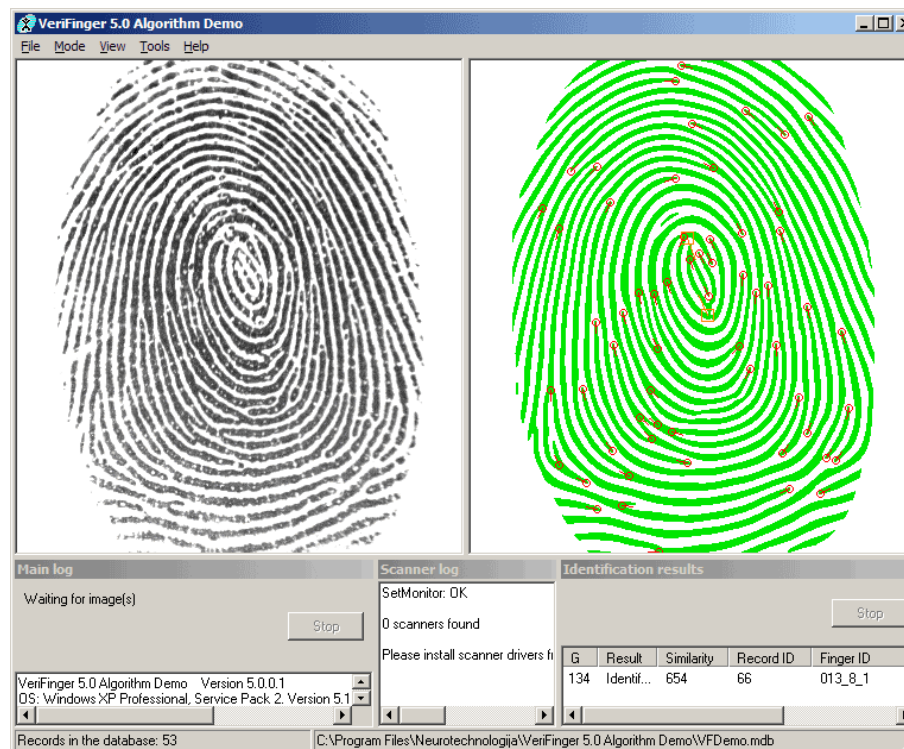 VeriFinger 5.0 Algorithm Demo
File Mode View Tools Help
Main log
Waiting for image(s)
Stop
VeriFinger 5.0 Algorithm Demo Version 5.0.0.1
OS: Windows XP Professional, Service Pack 2. Version 5.1
Scanner log
SetMonitor: OK
0 scanners found
Please install scanner drivers fr
Identification results
Stop
G Result Similarity Record ID Finger ID
134 Identif... 654 66 013_8_1
Records in the database: 53
C:\Program Files\Neurotechnologija\VeriFinger 5.0 Algorithm Demo\VFDemo.mdb